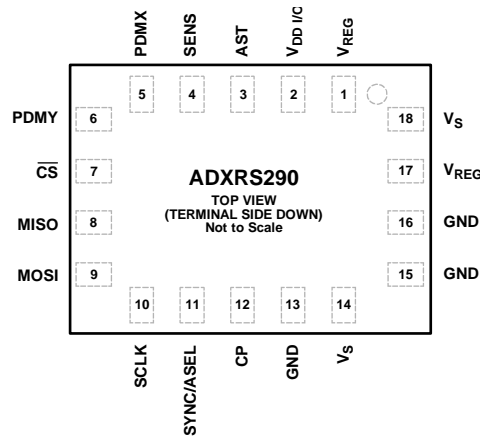 PDMX
SENS
AST
VDD I/O
VREG
5
4
3
2
1
PDMY
6
18
VS
CS
7
ADXRS290
17
VREG
TOP VIEW
(TERMINAL SIDE DOWN)
Not to Scale
MISO
8
16
GND
MOSI
9
15
GND
10
11
12
13
14
SCLK
SYNC/ASEL
CP
GND
VS